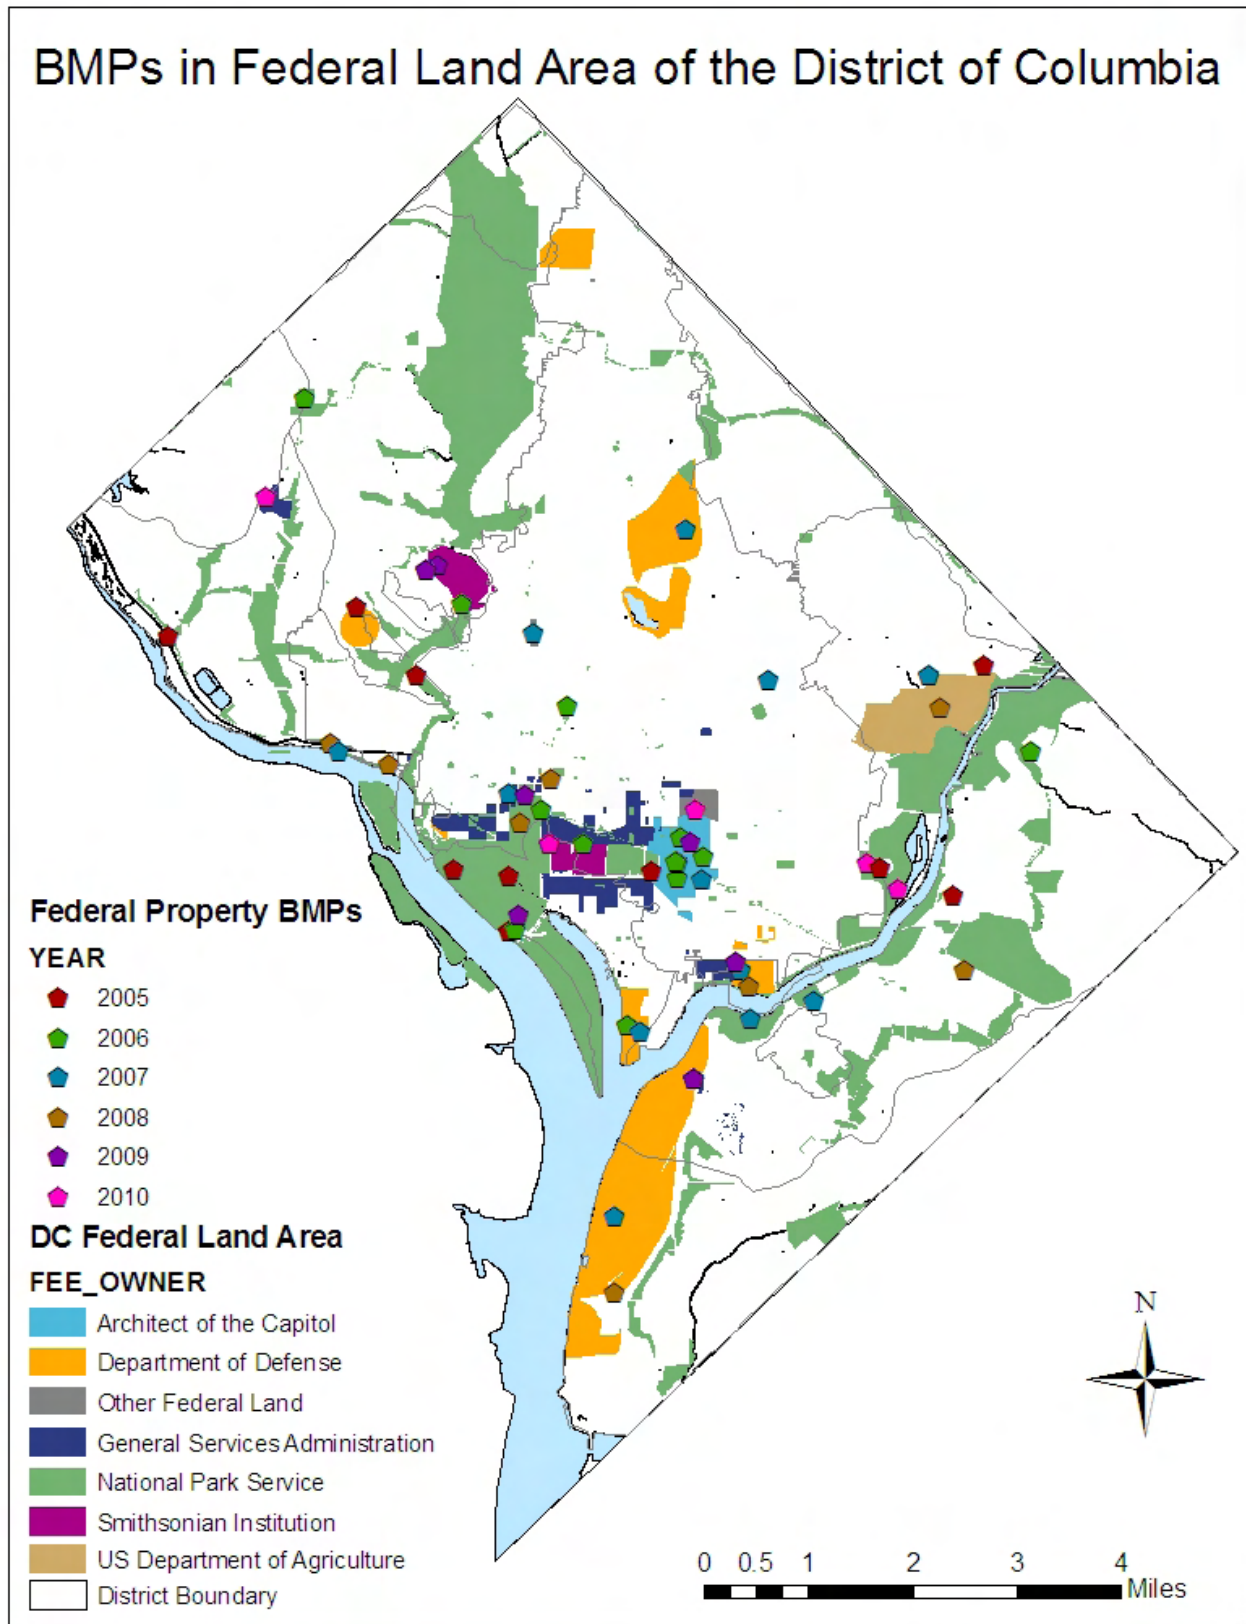 BMPs in Federal Land Area of the District of Columbia
Federal Property BMPs
YEAR
2005
2006
2007
2008
2009
2010
DC Federal Land Area
FEE_OWNER
Architect of the Capitol
Department of Defense
Other Federal Land
General Services Administration
National Park Service
Smithsonian Institution
US Department of Agriculture
District Boundary
N
0 0.5 1 2 3 4
Miles